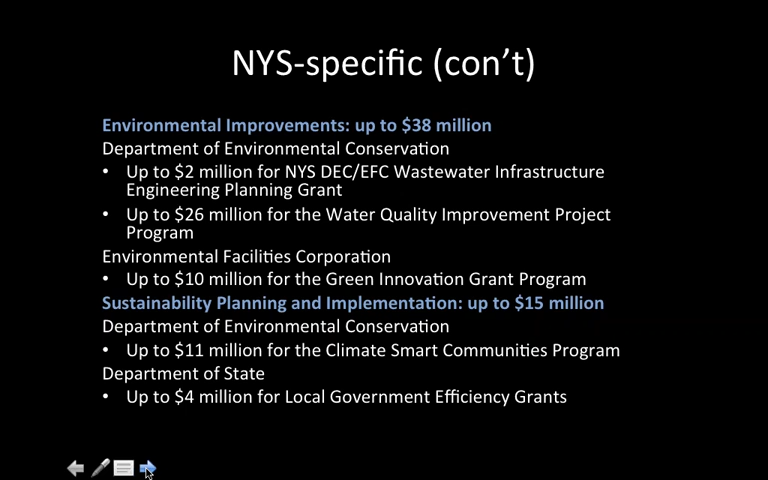 NYS-specific (con’t)
Environmental Improvements: up to $38 million
Department of Environmental Conservation
• Up to $2 million for NYS DEC/EFC Wastewater Infrastructure
Engineering Planning Grant
• Up to $26 million for the Water Quality Improvement Project
Program
Environmental Facilities Corporation
• Up to $10 million for the Green Innovation Grant Program
Sustainability Planning and Implementation: up to $15 million
Department of Environmental Conservation
• Up to $11 million for the Climate Smart Communities Program
Department of State
• Up to $4 million for Local Government Efficiency Grants